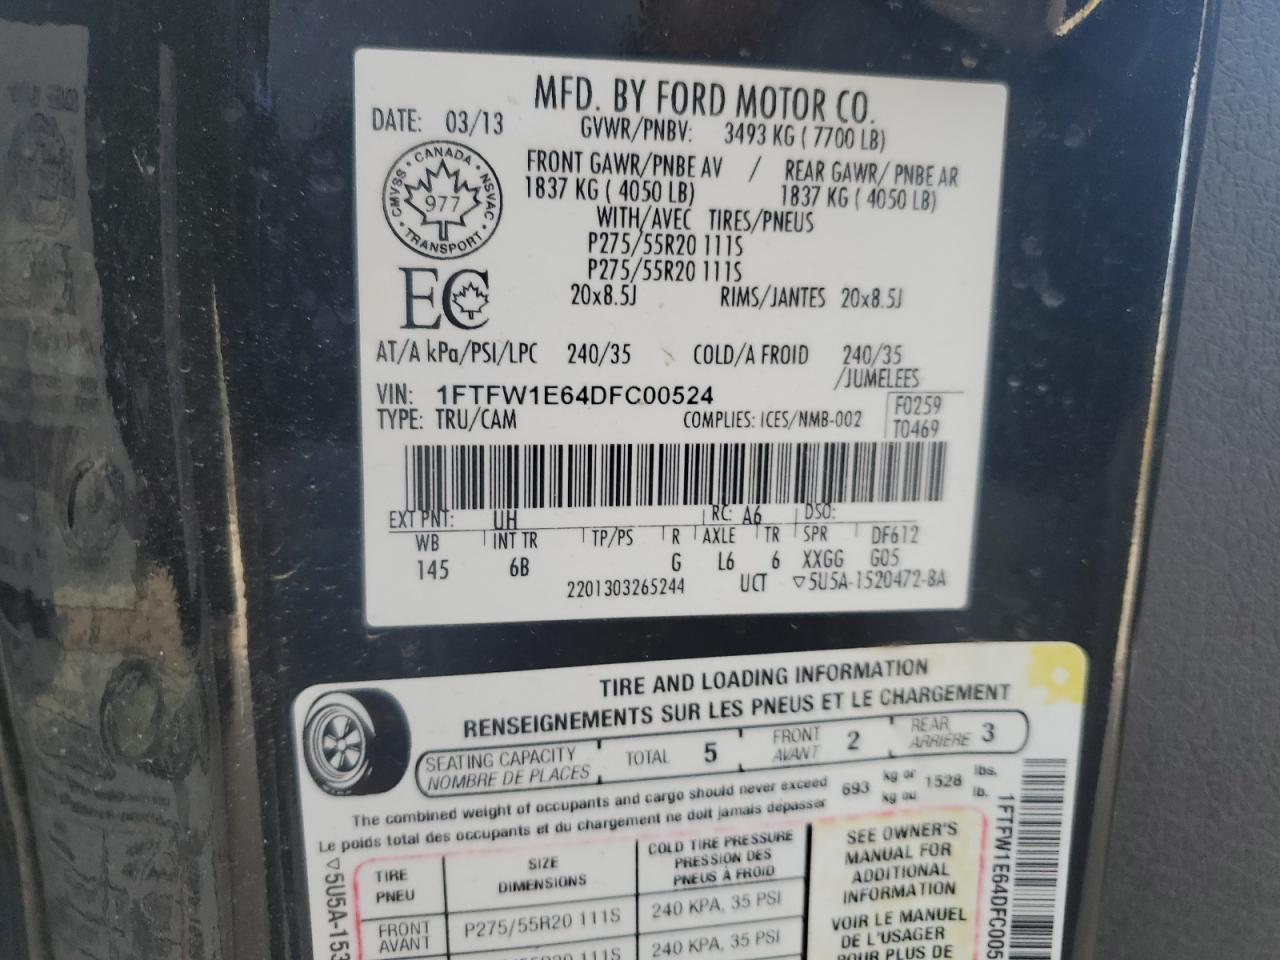 MFD. BY FORD MOTOR CO.
DATE: 03/13
GVWR/PNBV: 3493 KG ( 7700 LB)
FRONT GAWR/PNBE AV / REAR GAWR/ PNBE AR
1837 KG ( 4050 LB) 1837 KG ( 4050 LB)
WITH/AVEC TIRES/PNEUS
P275/55R20 111S
P275/55R20 111S
20x8.5J RIMS/JANTES 20x8.5J
CANADA
CMVSS · NSVAC
977
TRANSPORT
EC
AT/A kPa/PSI/LPC 240/35 COLD/A FROID 240/35
/JUMELEES
VIN: 1FTFW1E64DFC00524
TYPE: TRU/CAM COMPLIES: ICES/NMB-002
F0259
T0469
EXT PNT: UH RC: A6 DSO:
WB INT TR TP/PS R AXLE TR SPR DF612
145 6B G L6 6 XXGG G05
2201303265244 UCT ▽5U5A-1520472-BA
TIRE AND LOADING INFORMATION
RENSEIGNEMENTS SUR LES PNEUS ET LE CHARGEMENT
SEATING CAPACITY
NOMBRE DE PLACES
TOTAL 5
FRONT
AVANT 2
REAR
ARRIÈRE 3
The combined weight of occupants and cargo should never exceed 693 kg or 1528 lbs.
Le poids total des occupants et du chargement ne doit jamais dépasser kg ou lb.
TIRE
PNEU
SIZE
DIMENSIONS
COLD TIRE PRESSURE
PRESSION DES
PNEUS À FROID
FRONT
AVANT
P275/55R20 111S
240 KPA, 35 PSI
111S
240 KPA, 35 PSI
SEE OWNER'S
MANUAL FOR
ADDITIONAL
INFORMATION
VOIR LE MANUEL
DE L'USAGER
POUR PLUS DE
▽5U5A-153
1FTFW1E64DFC005